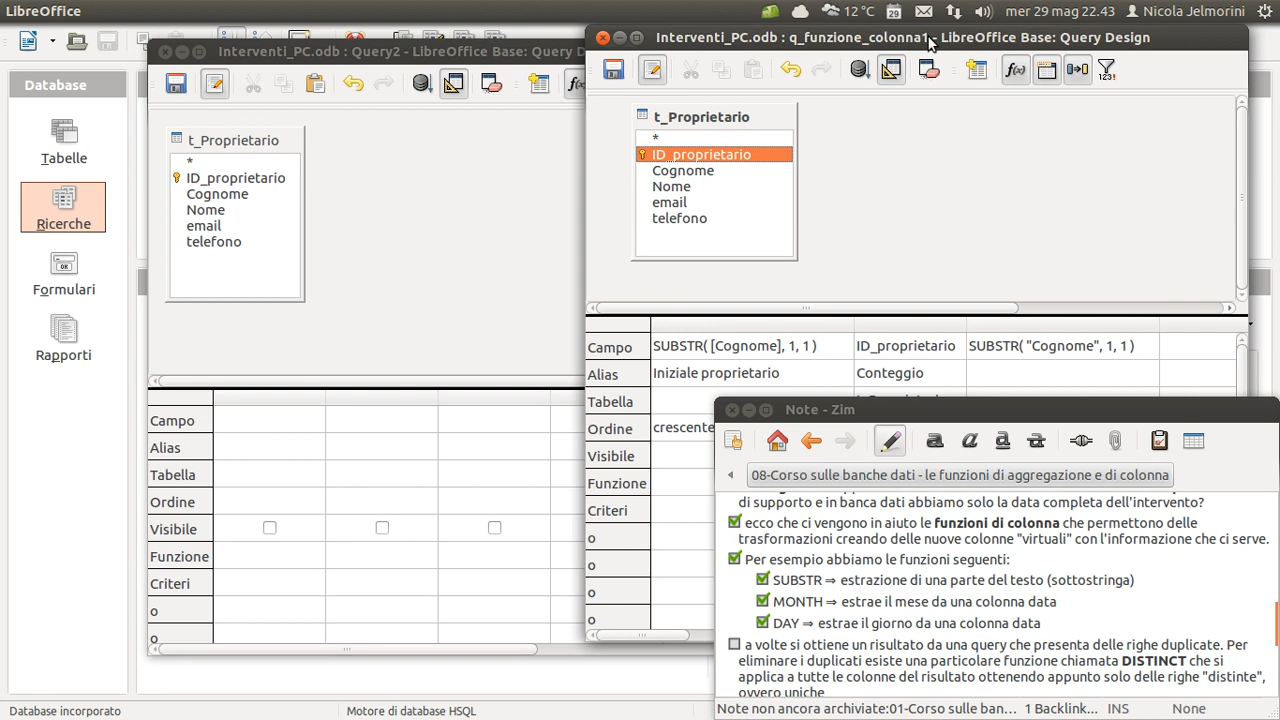 LibreOffice
12 °C
29
mer 29 mag 22.43
Nicola Jelmorini
Interventi_PC.odb : Query2 - LibreOffice Base: Query D
Interventi_PC.odb : q_funzione_colonna1 - LibreOffice Base: Query Design
Database
Tabelle
Ricerche
Formulari
Rapporti
t_Proprietario
*
ID_proprietario
Cognome
Nome
email
telefono
Campo
Alias
Tabella
Ordine
Visibile
Funzione
Criteri
o
o
t_Proprietario
*
ID_proprietario
Cognome
Nome
email
telefono
Campo SUBSTR( [Cognome], 1, 1 ) ID_proprietario SUBSTR( "Cognome", 1, 1 )
Alias Iniziale proprietario Conteggio
Tabella
Ordine crescente
Visibile
Funzione
Criteri
o
o
o
o
Note - Zim
08-Corso sulle banche dati - le funzioni di aggregazione e di colonna
di supporto e in banca dati abbiamo solo la data completa dell'intervento?
ecco che ci vengono in aiuto le funzioni di colonna che permettono delle
trasformazioni creando delle nuove colonne "virtuali" con l'informazione che ci serve.
Per esempio abbiamo le funzioni seguenti:
SUBSTR ⇒ estrazione di una parte del testo (sottostringa)
MONTH ⇒ estrae il mese da una colonna data
DAY ⇒ estrae il giorno da una colonna data
a volte si ottiene un risultato da una query che presenta delle righe duplicate. Per
eliminare i duplicati esiste una particolare funzione chiamata DISTINCT che si
applica a tutte le colonne del risultato ottenendo appunto solo delle righe "distinte",
ovvero uniche
Note non ancora archiviate:01-Corso sulle ban... 1 Backlink... INS None
Database incorporato
Motore di database HSQL